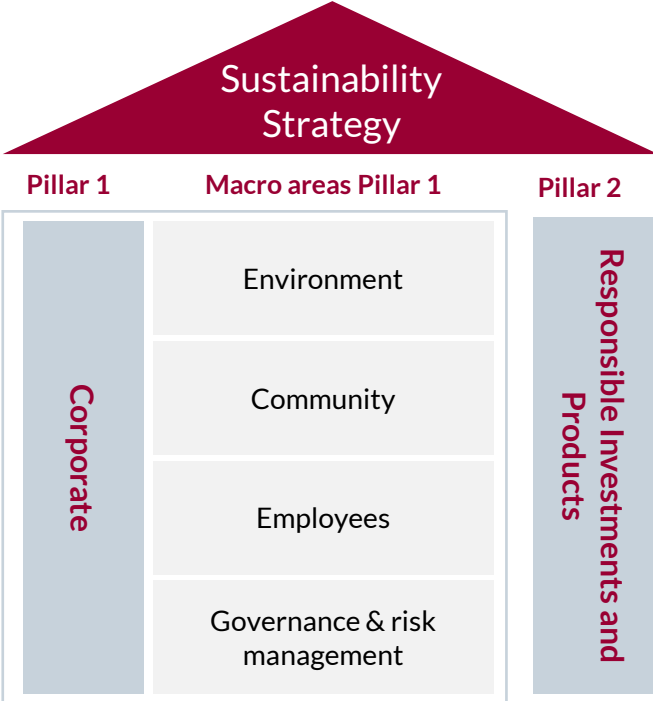 Sustainability
Strategy
Pillar 1
Macro areas Pillar 1
Pillar 2
Corporate
Environment
Community
Employees
Governance & risk
management
Responsible Investments and
Products